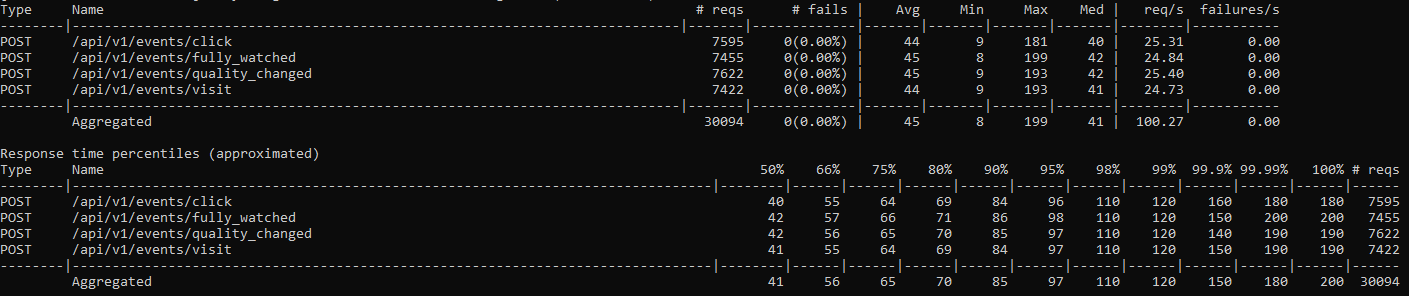 Type     Name                                                                          # reqs      # fails |    Avg     Min     Max    Med |   req/s  failures/s
--------|----------------------------------------------------------------------------|-------|-------------|-------|-------|-------|-------|--------|-----------
POST     /api/v1/events/click                                                            7595     0(0.00%) |     44       9     181     40 |   25.31        0.00
POST     /api/v1/events/fully_watched                                                    7455     0(0.00%) |     45       8     199     42 |   24.84        0.00
POST     /api/v1/events/quality_changed                                                  7622     0(0.00%) |     45       9     193     42 |   25.40        0.00
POST     /api/v1/events/visit                                                            7422     0(0.00%) |     44       9     193     41 |   24.73        0.00
--------|----------------------------------------------------------------------------|-------|-------------|-------|-------|-------|-------|--------|-----------
         Aggregated                                                                     30094     0(0.00%) |     45       8     199     41 |  100.27        0.00
Response time percentiles (approximated)
Type     Name                                                                                  50%    66%    75%    80%    90%    95%    98%    99%  99.9% 99.99%   100% # reqs
--------|--------------------------------------------------------------------------------|--------|------|------|------|------|------|------|------|------|------|------|------
POST     /api/v1/events/click                                                                   40     55     64     69     84     96    110    120    160    180    180   7595
POST     /api/v1/events/fully_watched                                                           42     57     66     71     86     98    110    120    150    200    200   7455
POST     /api/v1/events/quality_changed                                                         42     56     65     70     85     97    110    120    140    190    190   7622
POST     /api/v1/events/visit                                                                   41     55     64     69     84     97    110    120    150    190    190   7422
--------|--------------------------------------------------------------------------------|--------|------|------|------|------|------|------|------|------|------|------|------
         Aggregated                                                                             41     56     65     70     85     97    110    120    150    180    200  30094